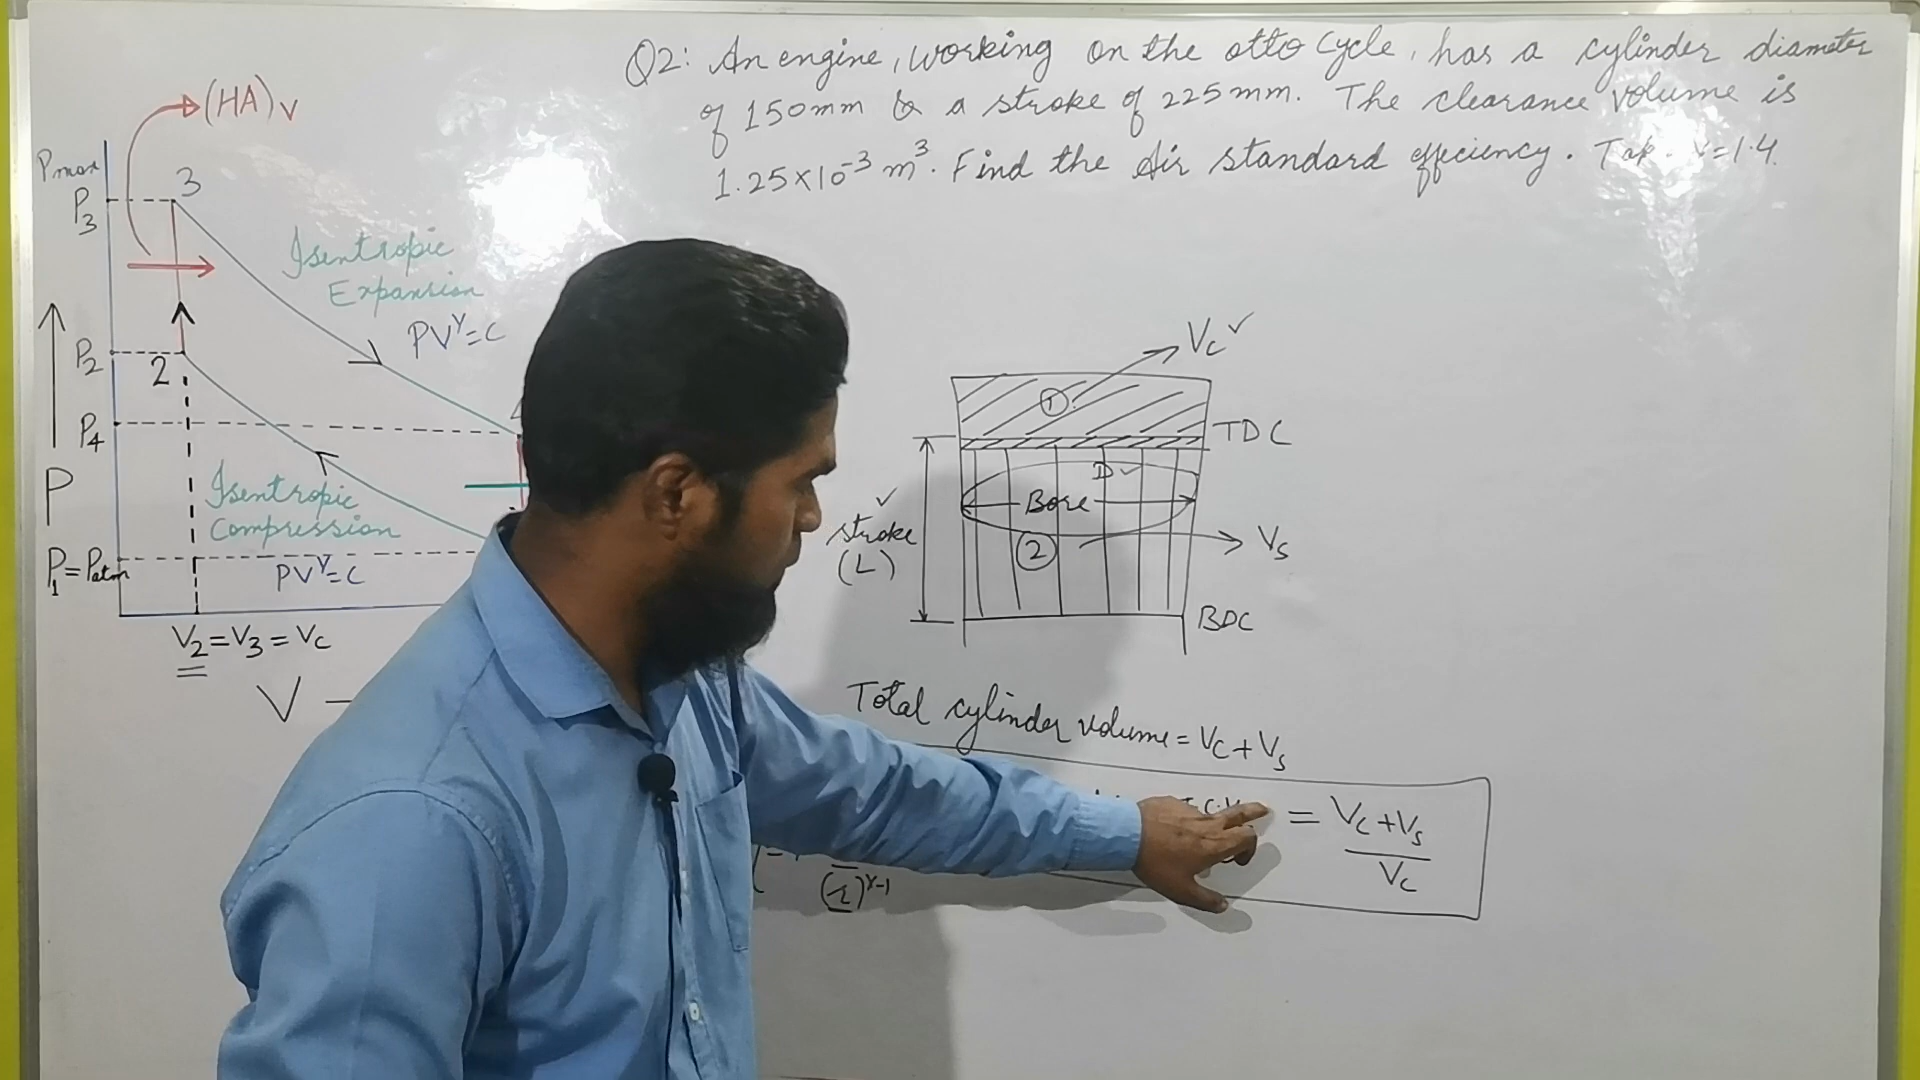 Q2: An engine, working on the otto cycle, has a cylinder diameter
of 150mm & a stroke of 225mm. The clearance volume is
1.25×10⁻³ m³. Find the Air standard efficiency. γ=1.4.
(HA)V
Pmax
P3
3
Isentropic
Expansion
PV^γ=C
P2
2
P4
P
Isentropic
Compression
P1=Patm
PV^γ=C
V2=V3=VC
V
VC ✓
①
TDC
D ✓
Bore
✓
stroke
(L)
②
VS
BDC
Total cylinder volume = VC+VS
= VC+VS
VC
(r)^γ-1